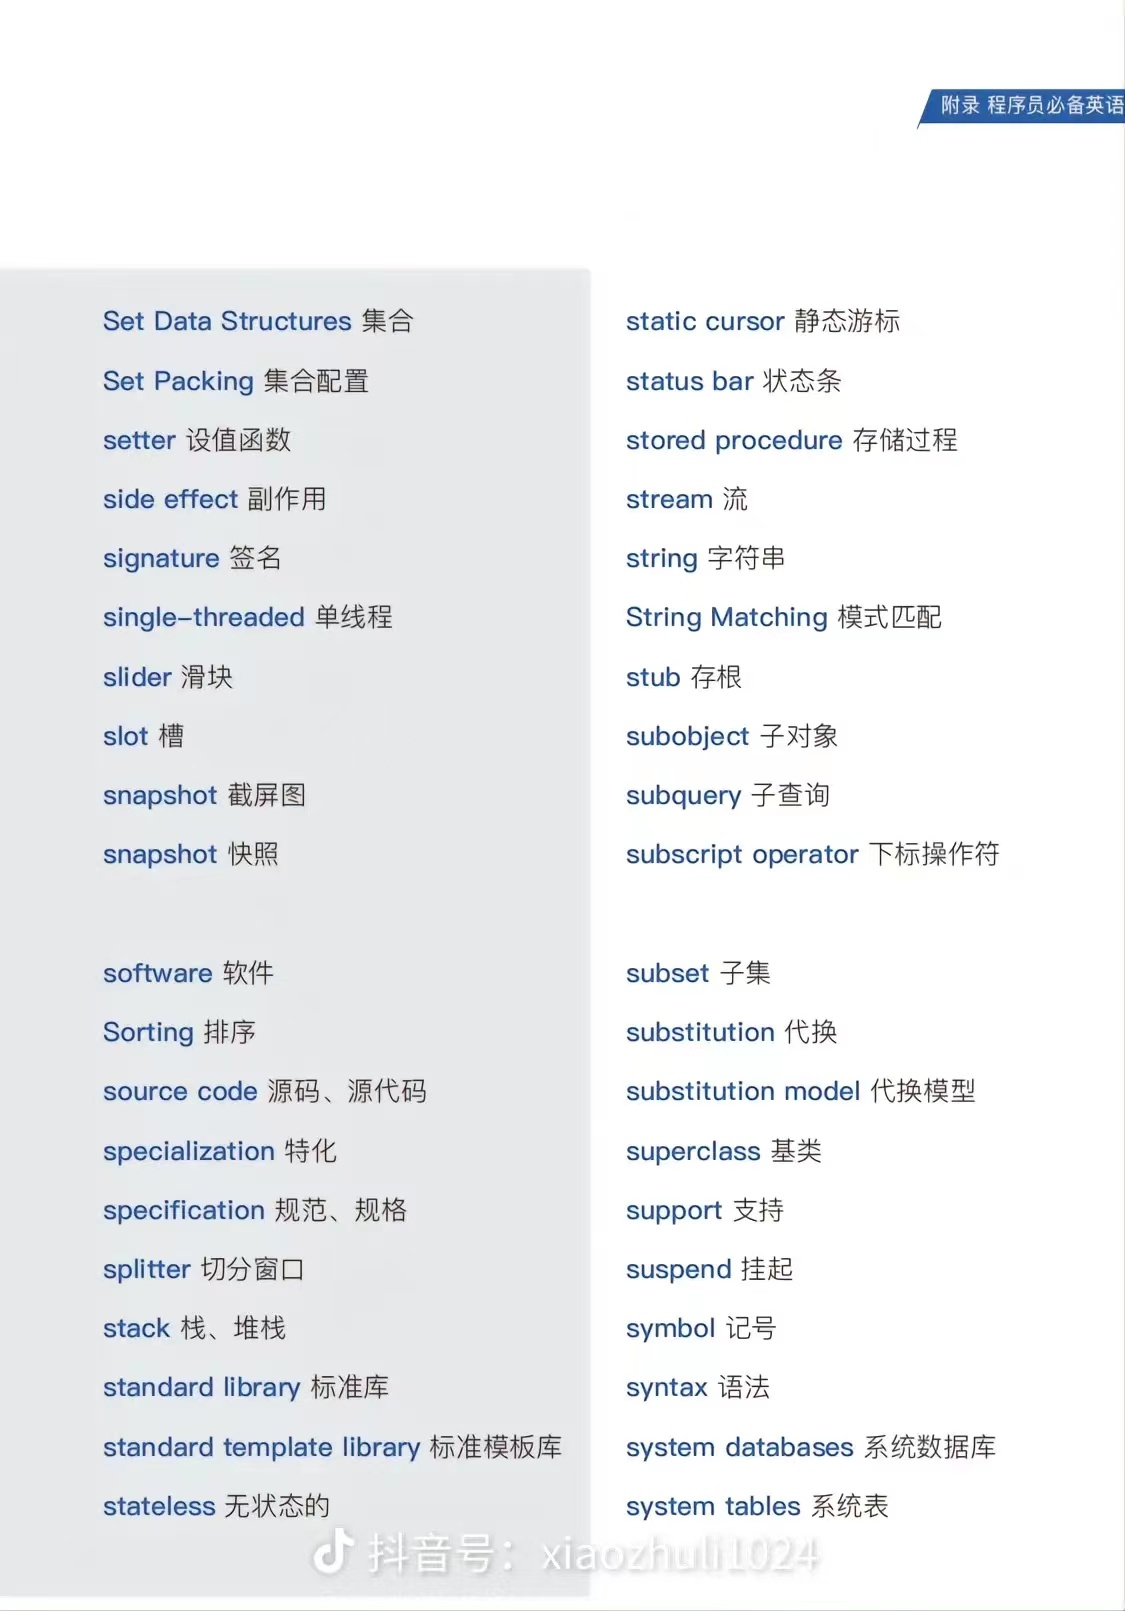 附录 程序员必备英语
Set Data Structures 集合
Set Packing 集合配置
setter 设值函数
side effect 副作用
signature 签名
single-threaded 单线程
slider 滑块
slot 槽
snapshot 截屏图
snapshot 快照
software 软件
Sorting 排序
source code 源码、源代码
specialization 特化
specification 规范、规格
splitter 切分窗口
stack 栈、堆栈
standard library 标准库
standard template library 标准模板库
stateless 无状态的
static cursor 静态游标
status bar 状态条
stored procedure 存储过程
stream 流
string 字符串
String Matching 模式匹配
stub 存根
subobject 子对象
subquery 子查询
subscript operator 下标操作符
subset 子集
substitution 代换
substitution model 代换模型
superclass 基类
support 支持
suspend 挂起
symbol 记号
syntax 语法
system databases 系统数据库
system tables 系统表
抖音号：xiaozhuli1024